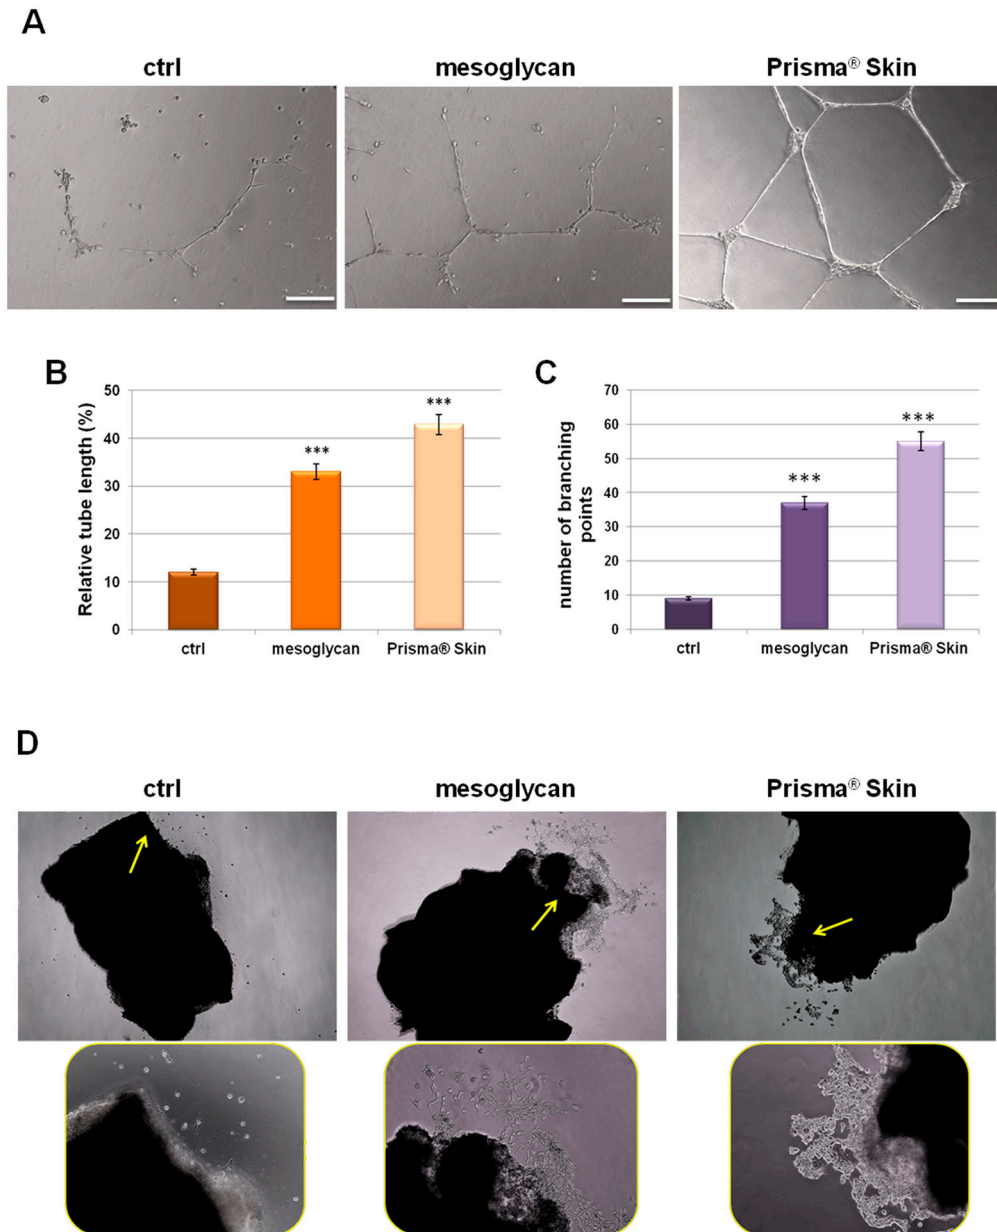 A
ctrl
mesoglycan
Prisma® Skin
B
Relative tube length (%)
50
40
30
20
10
0
***
***
ctrl
mesoglycan
Prisma® Skin
C
number of branching
points
70
60
50
40
30
20
10
0
***
***
ctrl
mesoglycan
Prisma® Skin
D
ctrl
mesoglycan
Prisma® Skin